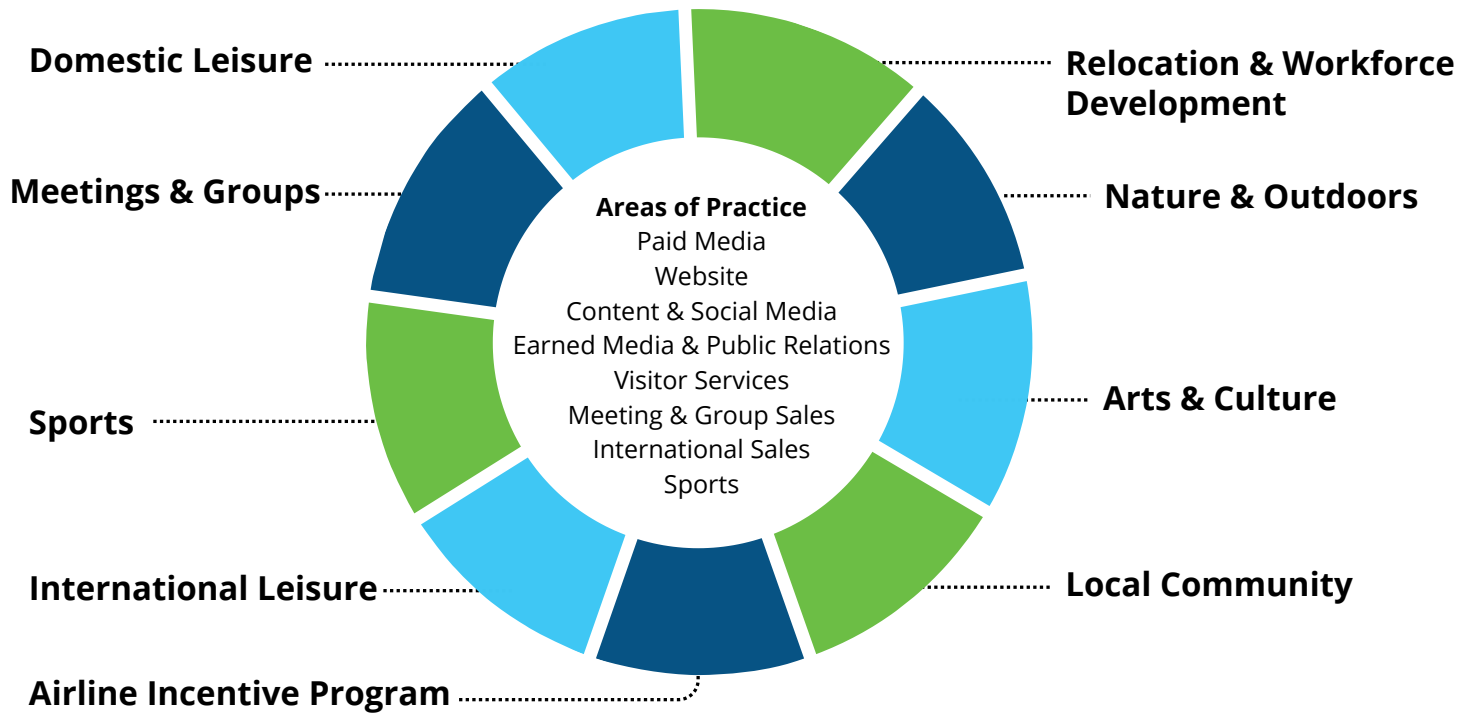 Domestic Leisure
Meetings & Groups
Sports
International Leisure
Airline Incentive Program
Areas of Practice
Paid Media
Website
Content & Social Media
Earned Media & Public Relations
Visitor Services
Meeting & Group Sales
International Sales
Sports
Relocation & Workforce
Development
Nature & Outdoors
Arts & Culture
Local Community